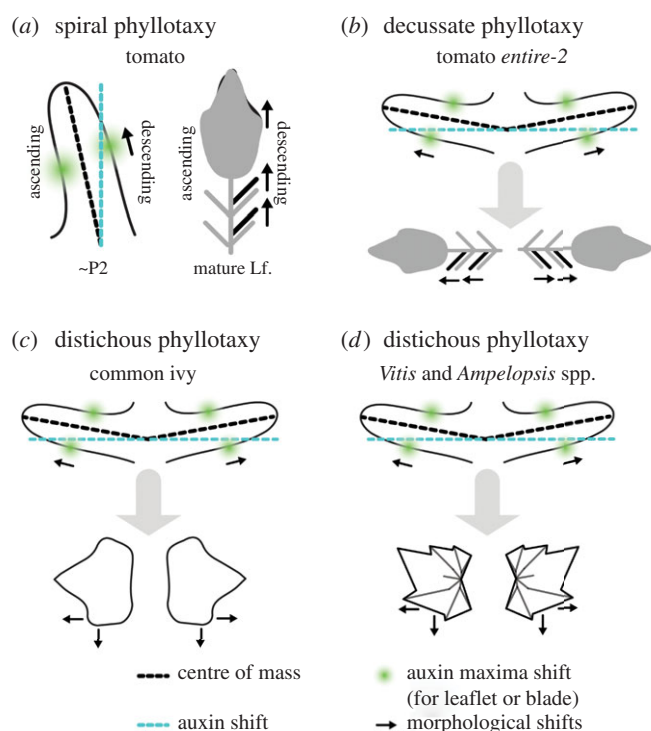 (a) spiral phyllotaxy
tomato
ascending
descending
ascending
descending
~P2
mature Lf.
(b) decussate phyllotaxy
tomato entire-2
(c) distichous phyllotaxy
common ivy
(d) distichous phyllotaxy
Vitis and Ampelopsis spp.
centre of mass
auxin shift
auxin maxima shift
(for leaflet or blade)
morphological shifts